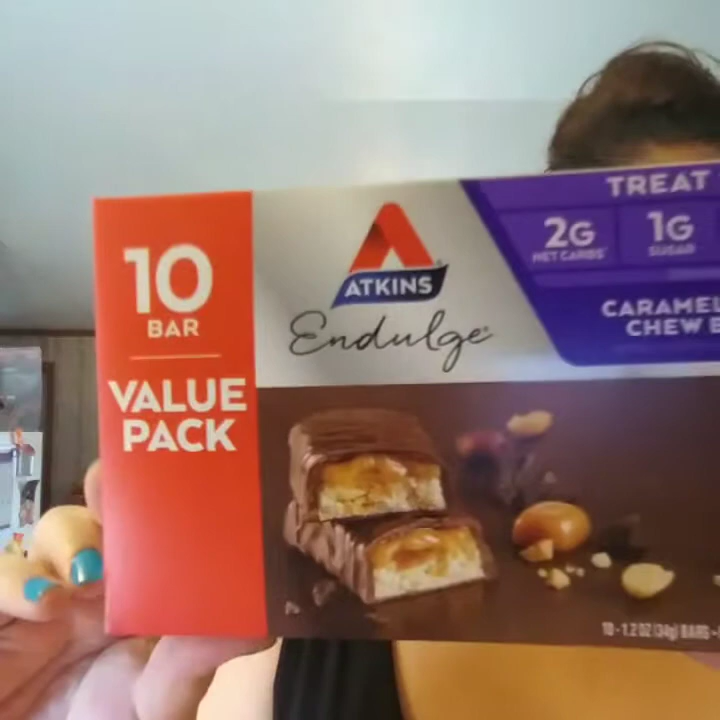 10
BAR
VALUE
PACK
ATKINS
Endulge
TREAT
2G
NET CARBS
1G
SUGAR
CARAMEL
CHEW B
10-1.2 OZ (34g) BARS-